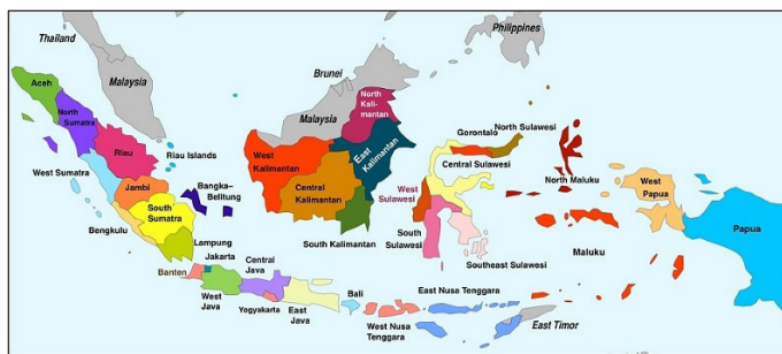 Thailand
Malaysia
Brunei
Philippines
Malaysia
Aceh
North
Sumatra
Riau
Riau Islands
West Sumatra
Jambi
Bangka–
Belitung
South
Sumatra
Bengkulu
Lampung
Jakarta
Banten
West
Java
Central
Java
Yogyakarta
East
Java
Bali
West Nusa
Tenggara
East Nusa Tenggara
East Timor
North
Kali-
mantan
East
Kalimantan
West
Kalimantan
Central
Kalimantan
South Kalimantan
Gorontalo
North Sulawesi
Central Sulawesi
West
Sulawesi
South
Sulawesi
Southeast Sulawesi
North Maluku
Maluku
West
Papua
Papua